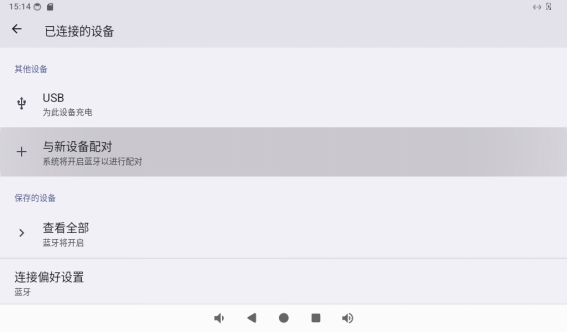 15:14
已连接的设备
其他设备
USB
为此设备充电
与新设备配对
系统将开启蓝牙以进行配对
保存的设备
查看全部
蓝牙将开启
连接偏好设置
蓝牙